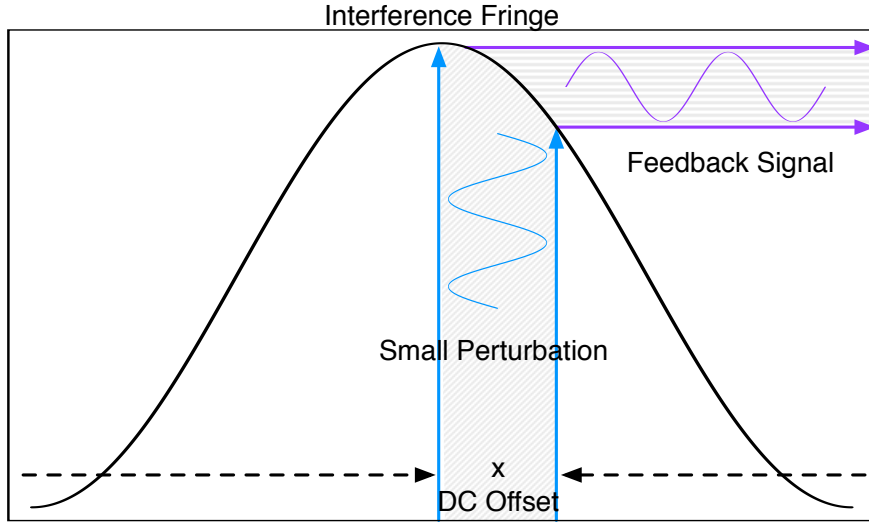 Interference Fringe
Feedback Signal
Small Perturbation
x
DC Offset